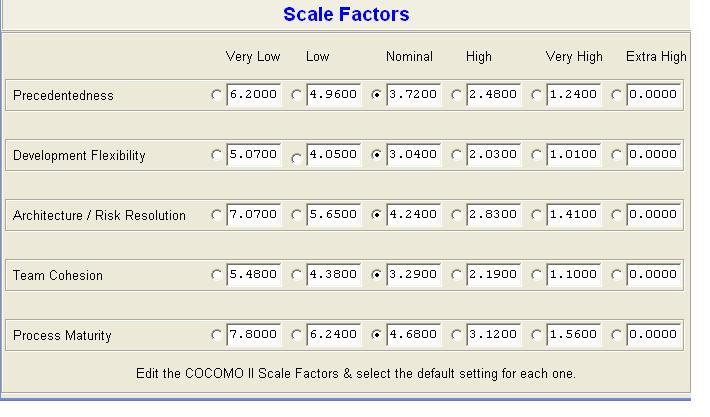 Scale Factors
Very Low Low Nominal High Very High Extra High
Precedentedness 6.2000 4.9600 3.7200 2.4800 1.2400 0.0000
Development Flexibility 5.0700 4.0500 3.0400 2.0300 1.0100 0.0000
Architecture / Risk Resolution 7.0700 5.6500 4.2400 2.8300 1.4100 0.0000
Team Cohesion 5.4800 4.3800 3.2900 2.1900 1.1000 0.0000
Process Maturity 7.8000 6.2400 4.6800 3.1200 1.5600 0.0000
Edit the COCOMO II Scale Factors & select the default setting for each one.